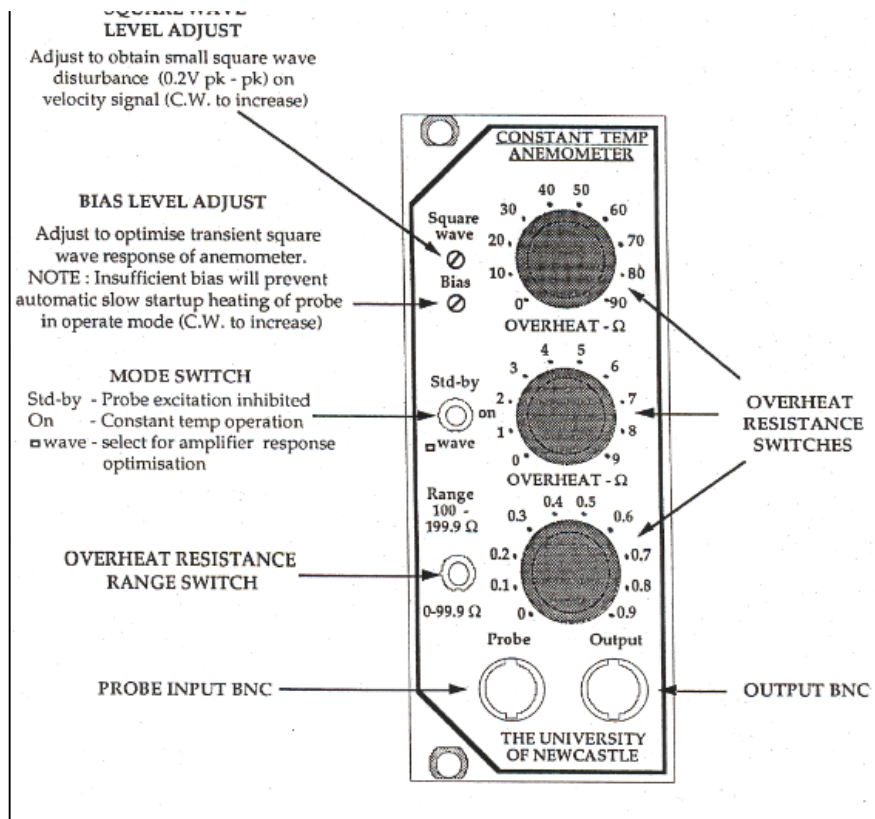 SQUARE WAVE
LEVEL ADJUST
Adjust to obtain small square wave
disturbance (0.2V pk - pk) on
velocity signal (C.W. to increase)
BIAS LEVEL ADJUST
Adjust to optimise transient square
wave response of anemometer.
NOTE : Insufficient bias will prevent
automatic slow startup heating of probe
in operate mode (C.W. to increase)
MODE SWITCH
Std-by - Probe excitation inhibited
On - Constant temp operation
wave - select for amplifier response
optimisation
OVERHEAT RESISTANCE
RANGE SWITCH
PROBE INPUT BNC
CONSTANT TEMP
ANEMOMETER
Square
wave
Bias
0 10 20 30 40 50 60 70 80 90
OVERHEAT - Ω
Std-by
on
wave
0 1 2 3 4 5 6 7 8 9
OVERHEAT - Ω
Range
100 -
199.9 Ω
0-99.9 Ω
0 0.1 0.2 0.3 0.4 0.5 0.6 0.7 0.8 0.9
Probe
Output
THE UNIVERSITY
OF NEWCASTLE
OVERHEAT
RESISTANCE
SWITCHES
OUTPUT BNC